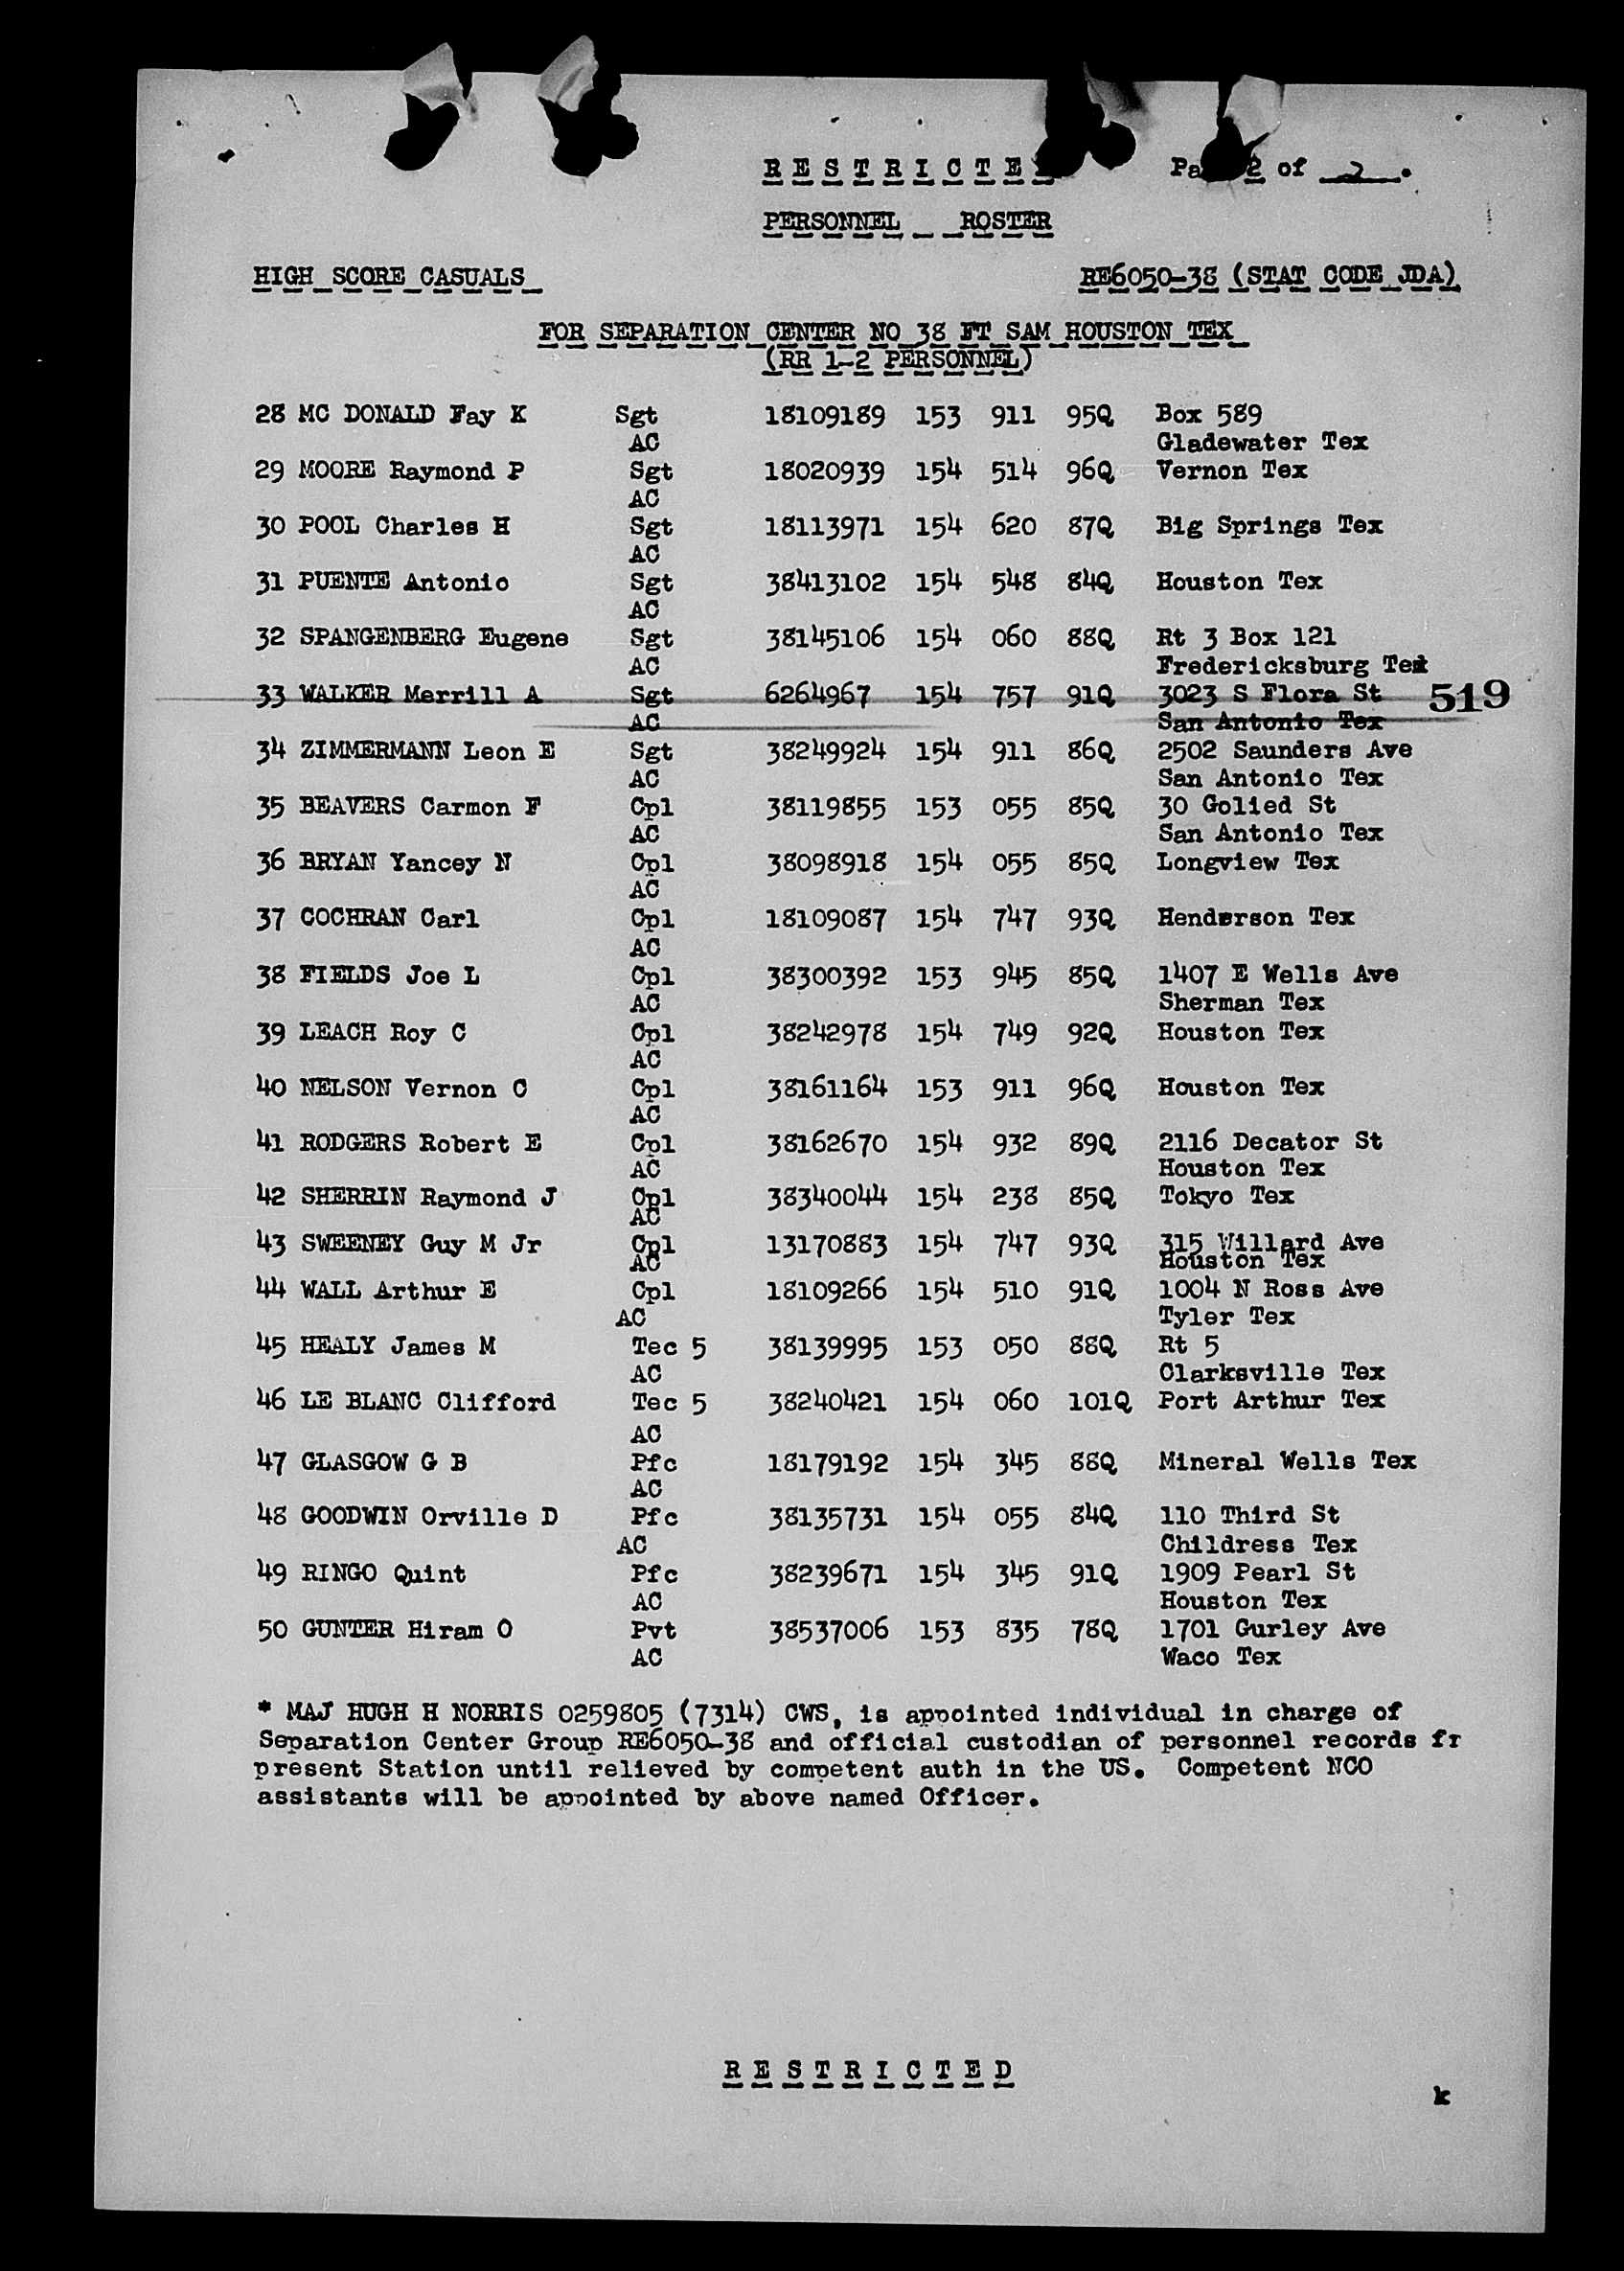 RESTRICTE Pa 2 of 2.
PERSONNEL ROSTER
HIGH SCORE CASUALS RE6050-38 (STAT CODE JDA)
FOR SEPARATION CENTER NO 38 FT SAM HOUSTON TEX
(RR 1-2 PERSONNEL)
28 MC DONALD Fay K Sgt 18109189 153 911 95Q Box 589
AC Gladewater Tex
29 MOORE Raymond P Sgt 18020939 154 514 96Q Vernon Tex
AC
30 POOL Charles H Sgt 18113971 154 620 87Q Big Springs Tex
AC
31 PUENTE Antonio Sgt 38413102 154 548 84Q Houston Tex
AC
32 SPANGENBERG Eugene Sgt 38145106 154 060 88Q Rt 3 Box 121
AC Fredericksburg Tex
33 WALKER Merrill A Sgt 6264967 154 757 91Q 3023 S Flora St 519
AC San Antonio Tex
34 ZIMMERMANN Leon E Sgt 38249924 154 911 86Q 2502 Saunders Ave
AC San Antonio Tex
35 BEAVERS Carmon F Cpl 38119855 153 055 85Q 30 Golied St
AC San Antonio Tex
36 BRYAN Yancey N Cpl 38098918 154 055 85Q Longview Tex
AC
37 COCHRAN Carl Cpl 18109087 154 747 93Q Henderson Tex
AC
38 FIELDS Joe L Cpl 38300392 153 945 85Q 1407 E Wells Ave
AC Sherman Tex
39 LEACH Roy C Cpl 38242978 154 749 92Q Houston Tex
AC
40 NELSON Vernon C Cpl 38161164 153 911 96Q Houston Tex
AC
41 RODGERS Robert E Cpl 38162670 154 932 89Q 2116 Decator St
AC Houston Tex
42 SHERRIN Raymond J Cpl 38340044 154 238 85Q Tokyo Tex
AC
43 SWEENEY Guy M Jr Cpl 13170883 154 747 93Q 315 Willard Ave
AC Houston Tex
44 WALL Arthur E Cpl 18109266 154 510 91Q 1004 N Ross Ave
AC Tyler Tex
45 HEALY James M Tec 5 38139995 153 050 88Q Rt 5
AC Clarksville Tex
46 LE BLANC Clifford Tec 5 38240421 154 060 101Q Port Arthur Tex
AC
47 GLASGOW G B Pfc 18179192 154 345 88Q Mineral Wells Tex
AC
48 GOODWIN Orville D Pfc 38135731 154 055 84Q 110 Third St
AC Childress Tex
49 RINGO Quint Pfc 38239671 154 345 91Q 1909 Pearl St
AC Houston Tex
50 GUNTER Hiram O Pvt 38537006 153 835 78Q 1701 Gurley Ave
AC Waco Tex
* MAJ HUGH H NORRIS 0259805 (7314) CWS, is appointed individual in charge of
Separation Center Group RE6050-38 and official custodian of personnel records fr
present Station until relieved by competent auth in the US. Competent NCO
assistants will be appointed by above named Officer.
RESTRICTED
k